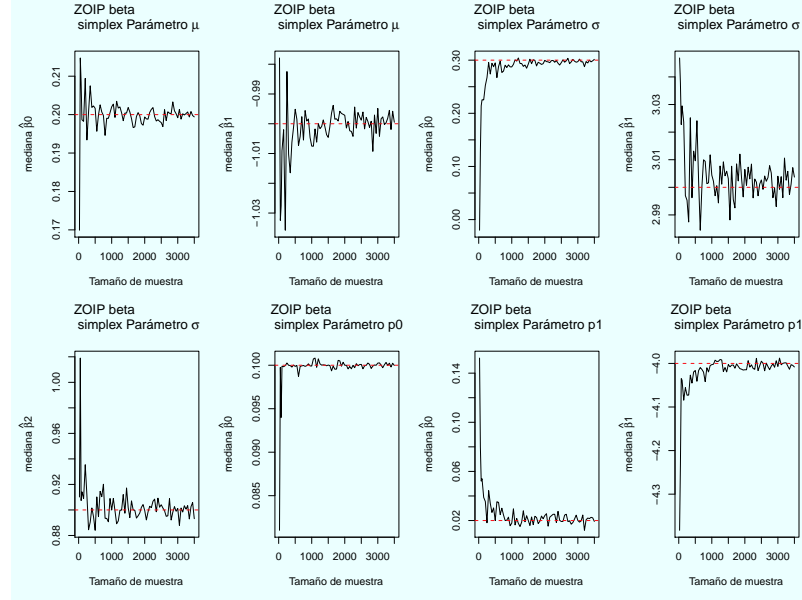 ZOIP beta
simplex Parámetro μ
mediana β̂0
0.17 0.18 0.19 0.20 0.21
0 1000 2000 3000
Tamaño de muestra
ZOIP beta
simplex Parámetro μ
mediana β̂1
−1.03 −1.01 −0.99
0 1000 2000 3000
Tamaño de muestra
ZOIP beta
simplex Parámetro σ
mediana β̂0
0.00 0.10 0.20 0.30
0 1000 2000 3000
Tamaño de muestra
ZOIP beta
simplex Parámetro σ
mediana β̂1
2.99 3.01 3.03
0 1000 2000 3000
Tamaño de muestra
ZOIP beta
simplex Parámetro σ
mediana β̂2
0.88 0.92 1.00
0 1000 2000 3000
Tamaño de muestra
ZOIP beta
simplex Parámetro p0
mediana β̂0
0.085 0.090 0.095 0.100
0 1000 2000 3000
Tamaño de muestra
ZOIP beta
simplex Parámetro p1
mediana β̂0
0.02 0.06 0.10 0.14
0 1000 2000 3000
Tamaño de muestra
ZOIP beta
simplex Parámetro p1
mediana β̂1
−4.3 −4.2 −4.1 −4.0
0 1000 2000 3000
Tamaño de muestra